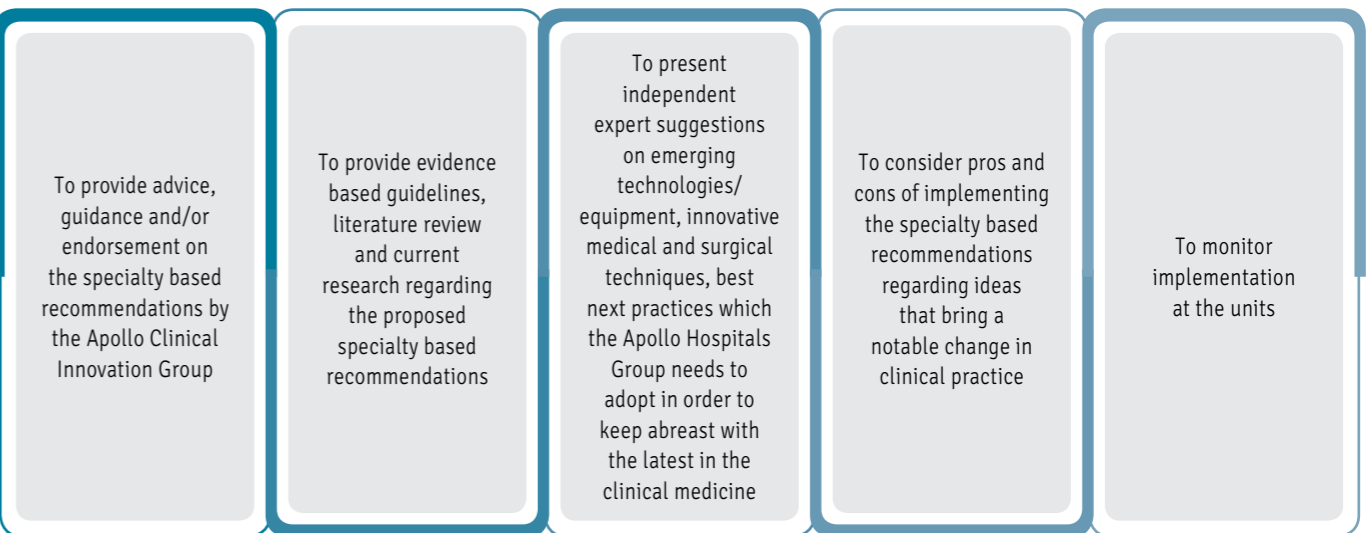 To provide advice,
guidance and/or
endorsement on
the specialty based
recommendations by
the Apollo Clinical
Innovation Group
To provide evidence
based guidelines,
literature review
and current
research regarding
the proposed
specialty based
recommendations
To present
independent
expert suggestions
on emerging
technologies/
equipment, innovative
medical and surgical
techniques, best
next practices which
the Apollo Hospitals
Group needs to
adopt in order to
keep abreast with
the latest in the
clinical medicine
To consider pros and
cons of implementing
the specialty based
recommendations
regarding ideas
that bring a
notable change in
clinical practice
To monitor
implementation
at the units